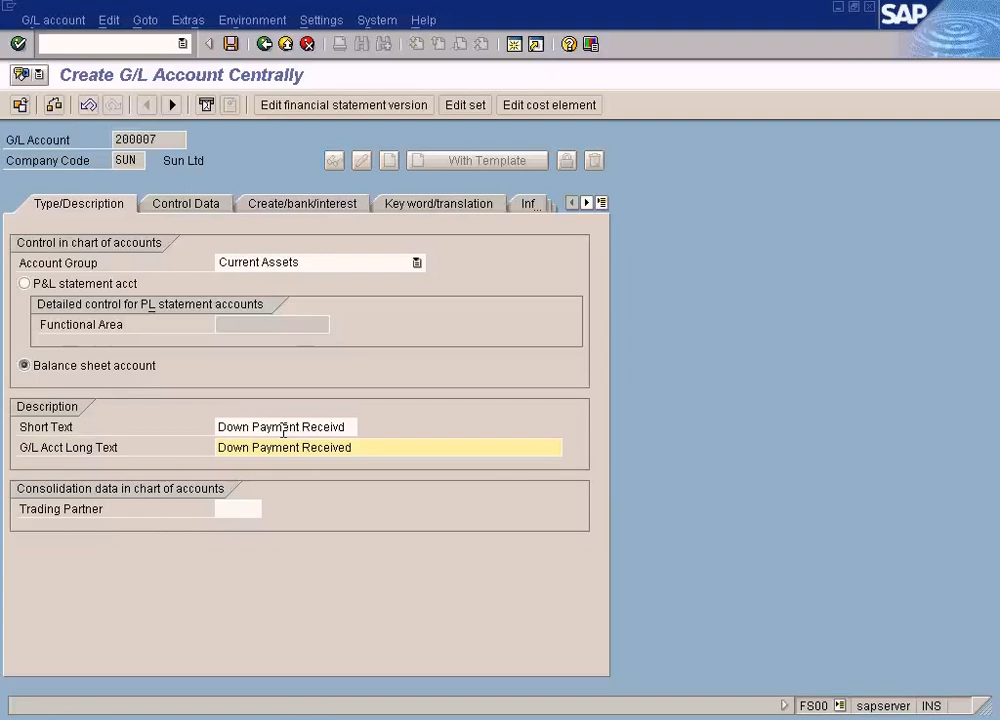 G/L account Edit Goto Extras Environment Settings System Help
SAP
Create G/L Account Centrally
Edit financial statement version Edit set Edit cost element
G/L Account 200007
Company Code SUN Sun Ltd With Template
Type/Description Control Data Create/bank/interest Key word/translation Inf...
Control in chart of accounts
Account Group Current Assets
P&L statement acct
Detailed control for PL statement accounts
Functional Area
Balance sheet account
Description
Short Text Down Payment Receivd
G/L Acct Long Text Down Payment Received
Consolidation data in chart of accounts
Trading Partner
FS00 sapserver INS